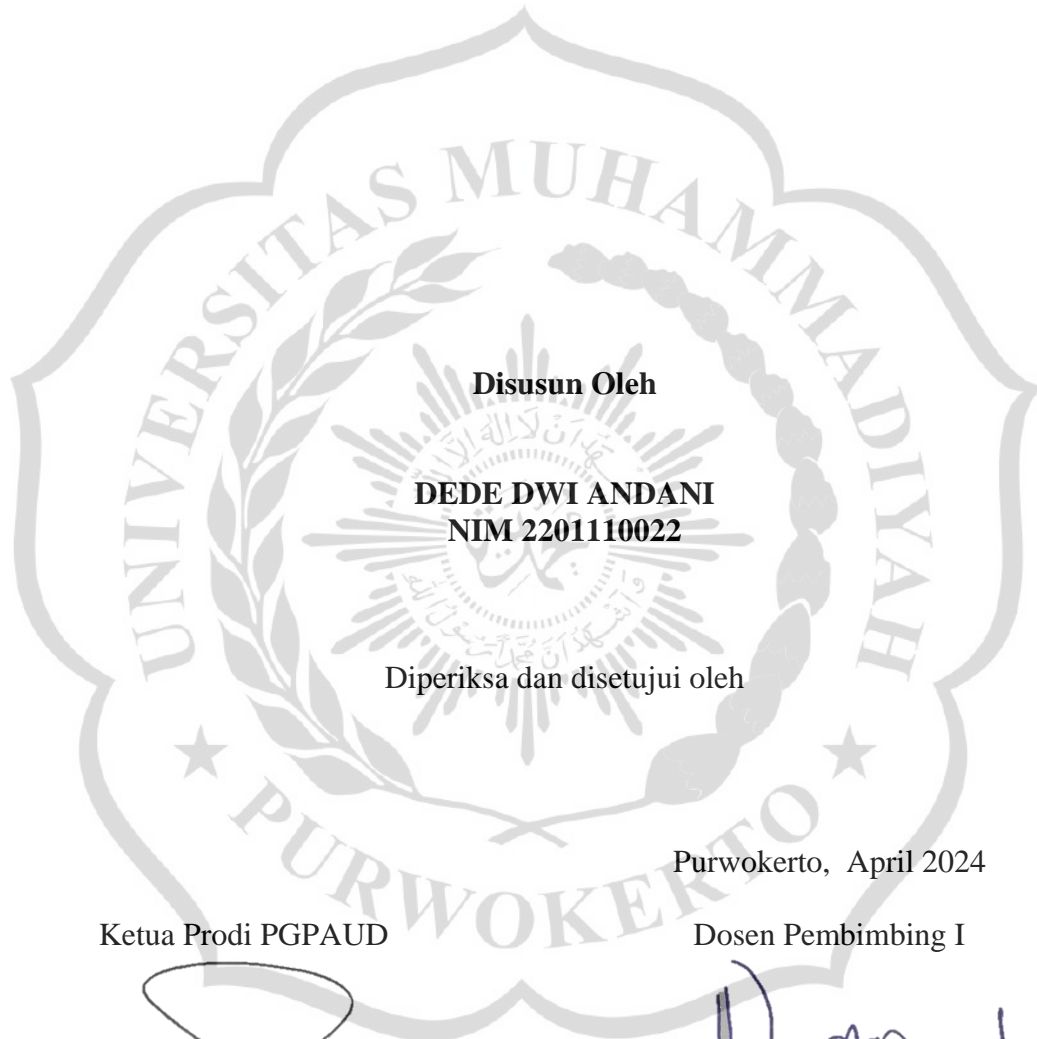 UNIVERSITAS MUHAMMADIYAH
PURWOKERTO
Disusun Oleh
DEDE DWI ANDANI
NIM 2201110022
Diperiksa dan disetujui oleh
Purwokerto, April 2024
Ketua Prodi PGPAUD
Dosen Pembimbing I